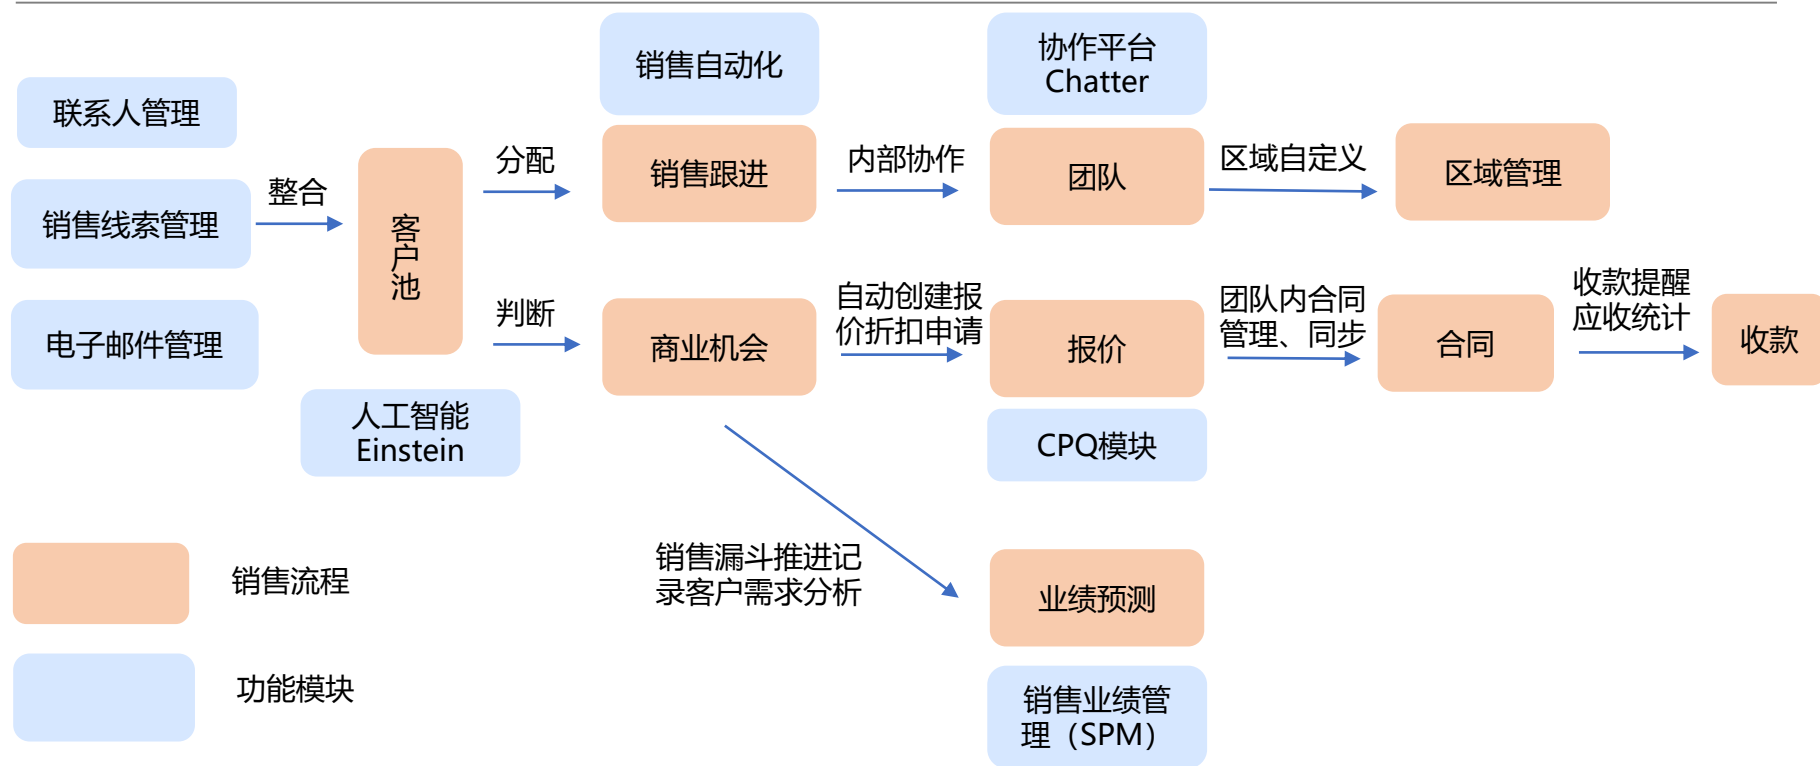 销售自动化
协作平台
Chatter
联系人管理
分配
销售跟进
内部协作
团队
区域自定义
区域管理
整合
销售线索管理
客
户
池
电子邮件管理
判断
商业机会
自动创建报
价折扣申请
报价
团队内合同
管理、同步
合同
收款提醒
应收统计
收款
人工智能
Einstein
CPQ模块
销售漏斗推进记
录客户需求分析
业绩预测
销售流程
功能模块
销售业绩管
理（SPM）